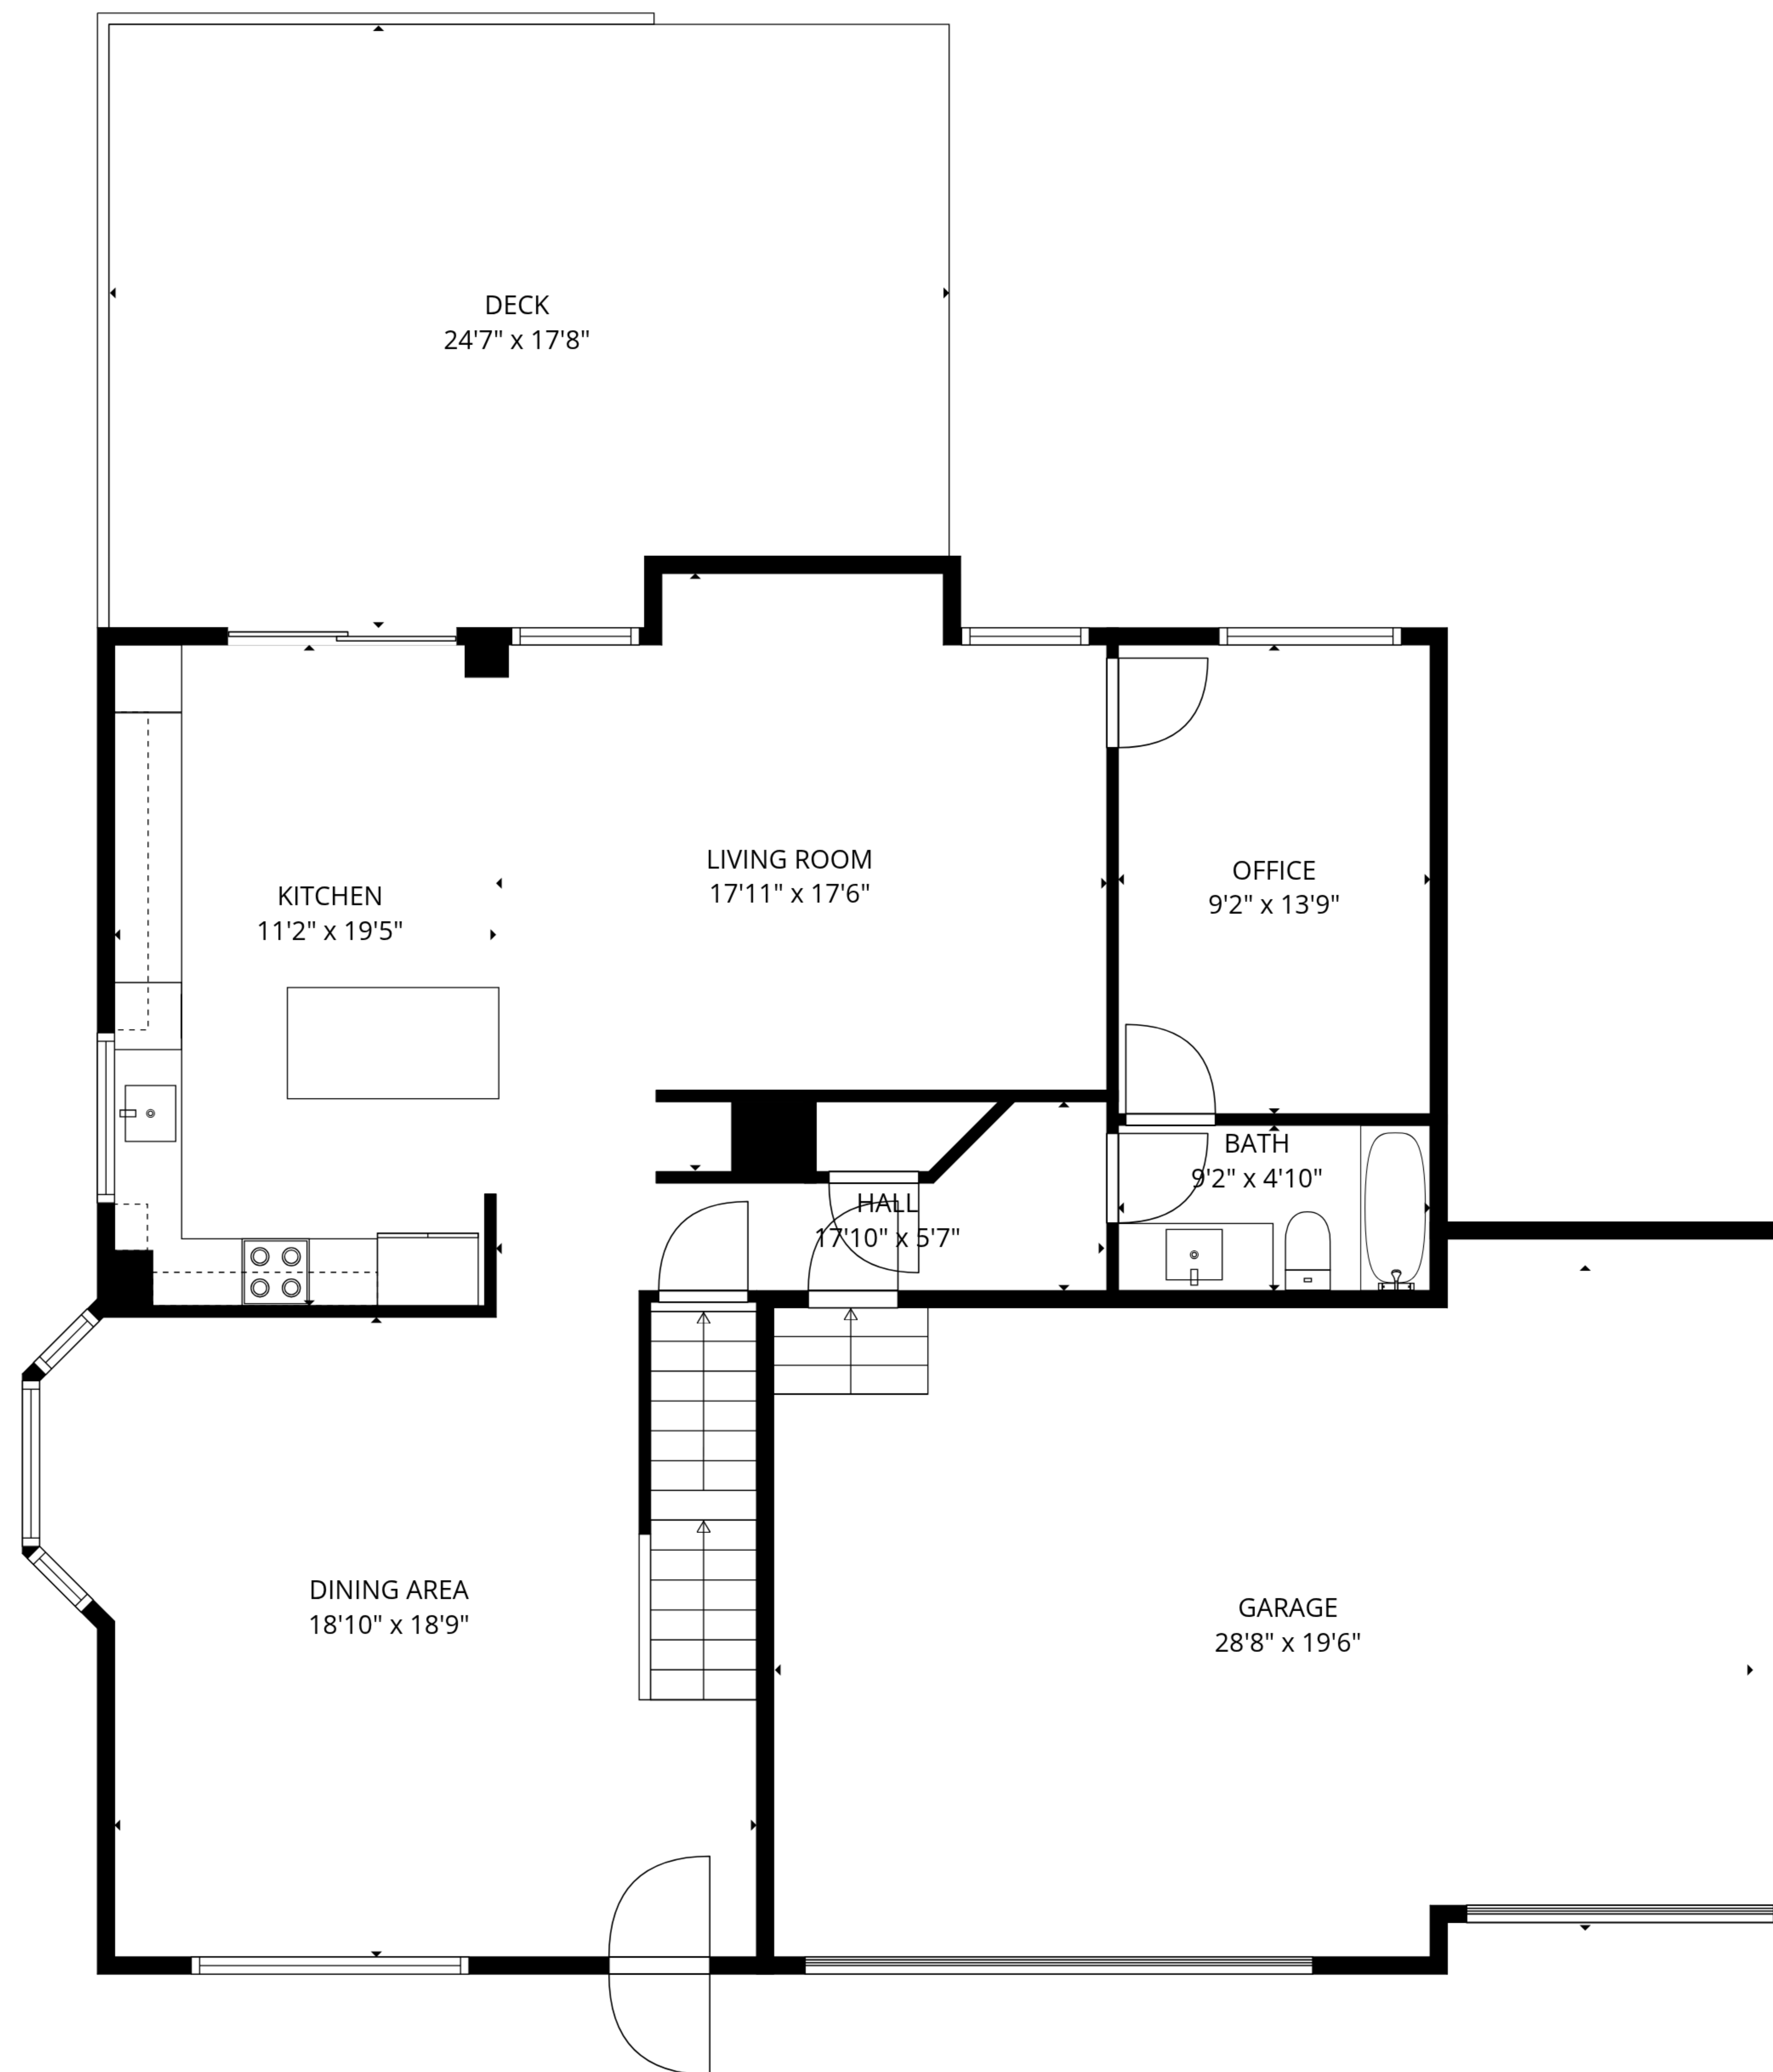 DECK
24'7" x 17'8"
LIVING ROOM
17'11" x 17'6"
OFFICE
9'2" x 13'9"
KITCHEN
11'2" x 19'5"
BATH
9'2" x 4'10"
HALL
17'10" x 5'7"
DINING AREA
18'10" x 18'9"
GARAGE
28'8" x 19'6"